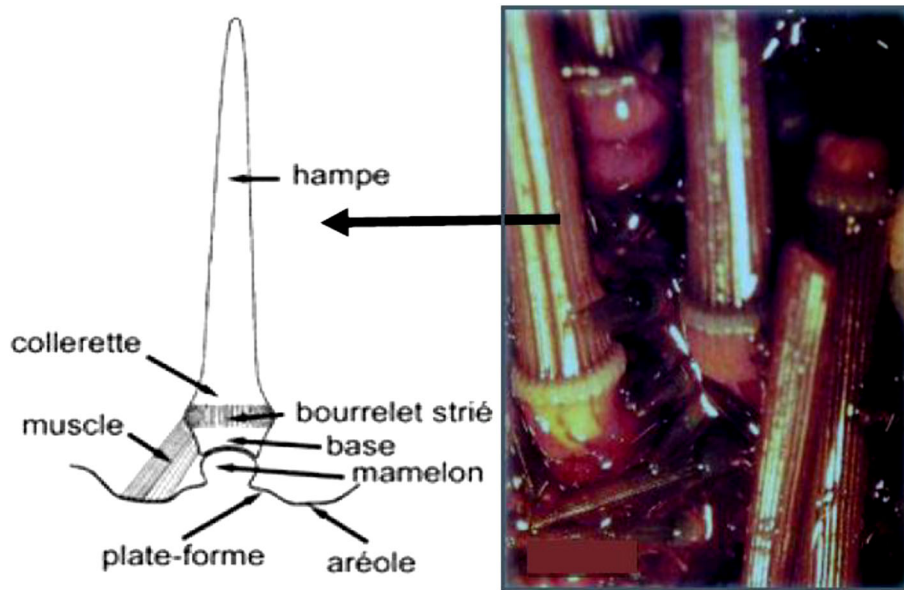 hampe
collerette
bourrelet strié
muscle
base
mamelon
plate-forme
aréole